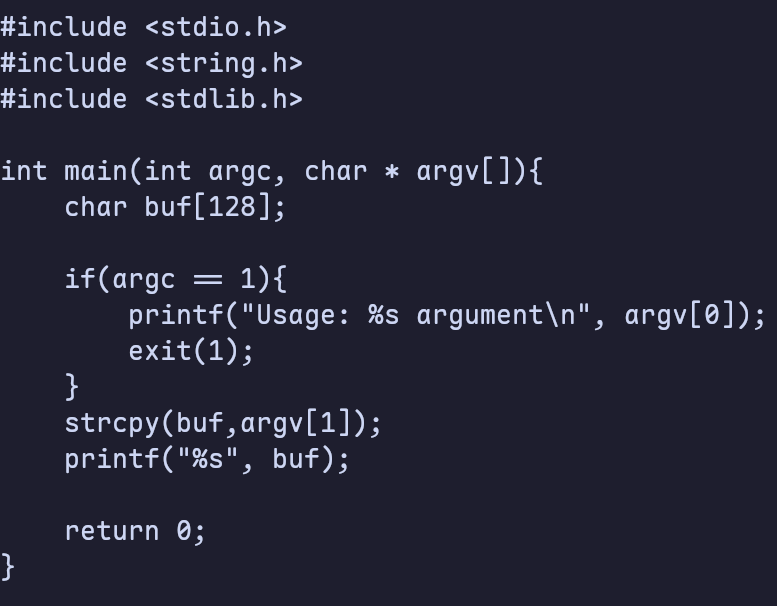 #include <stdio.h>
#include <string.h>
#include <stdlib.h>
int main(int argc, char * argv[]){
    char buf[128];
    if(argc == 1){
        printf("Usage: %s argument\n", argv[0]);
        exit(1);
    }
    strcpy(buf,argv[1]);
    printf("%s", buf);
    return 0;
}